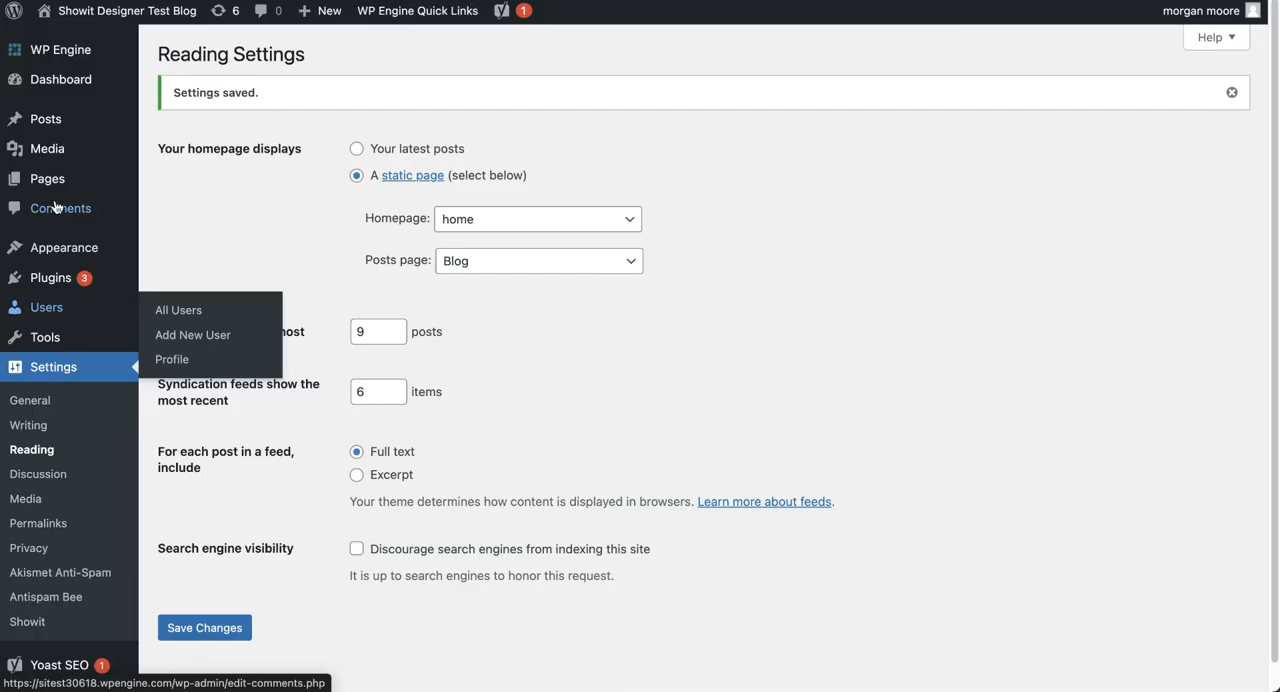 Showit Designer Test Blog 6 0 New WP Engine Quick Links 1 morgan moore
Help
WP Engine
Dashboard
Posts
Media
Pages
Comments
Appearance
Plugins 3
Users
Tools
Settings
General
Writing
Reading
Discussion
Media
Permalinks
Privacy
Akismet Anti-Spam
Antispam Bee
Showit
Yoast SEO 1
All Users
Add New User
Profile
Reading Settings
Settings saved.
Your homepage displays
Your latest posts
A static page (select below)
Homepage: home
Posts page: Blog
9 posts
Syndication feeds show the
most recent
6 items
For each post in a feed,
include
Full text
Excerpt
Your theme determines how content is displayed in browsers. Learn more about feeds.
Search engine visibility
Discourage search engines from indexing this site
It is up to search engines to honor this request.
Save Changes
https://sitest30618.wpengine.com/wp-admin/edit-comments.php